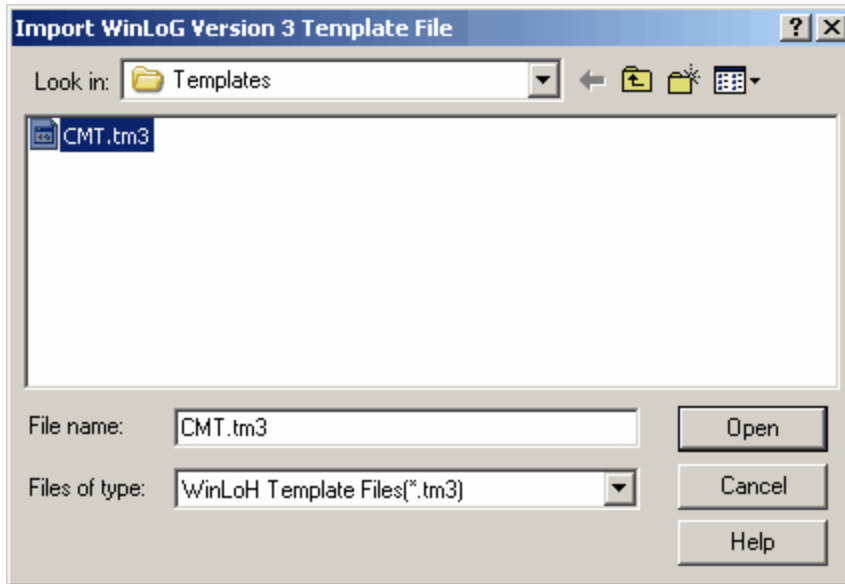 Import WinLoG Version 3 Template File
Look in: Templates
CMT.tm3
File name: CMT.tm3 Open
Files of type: WinLoH Template Files(*.tm3) Cancel
Help